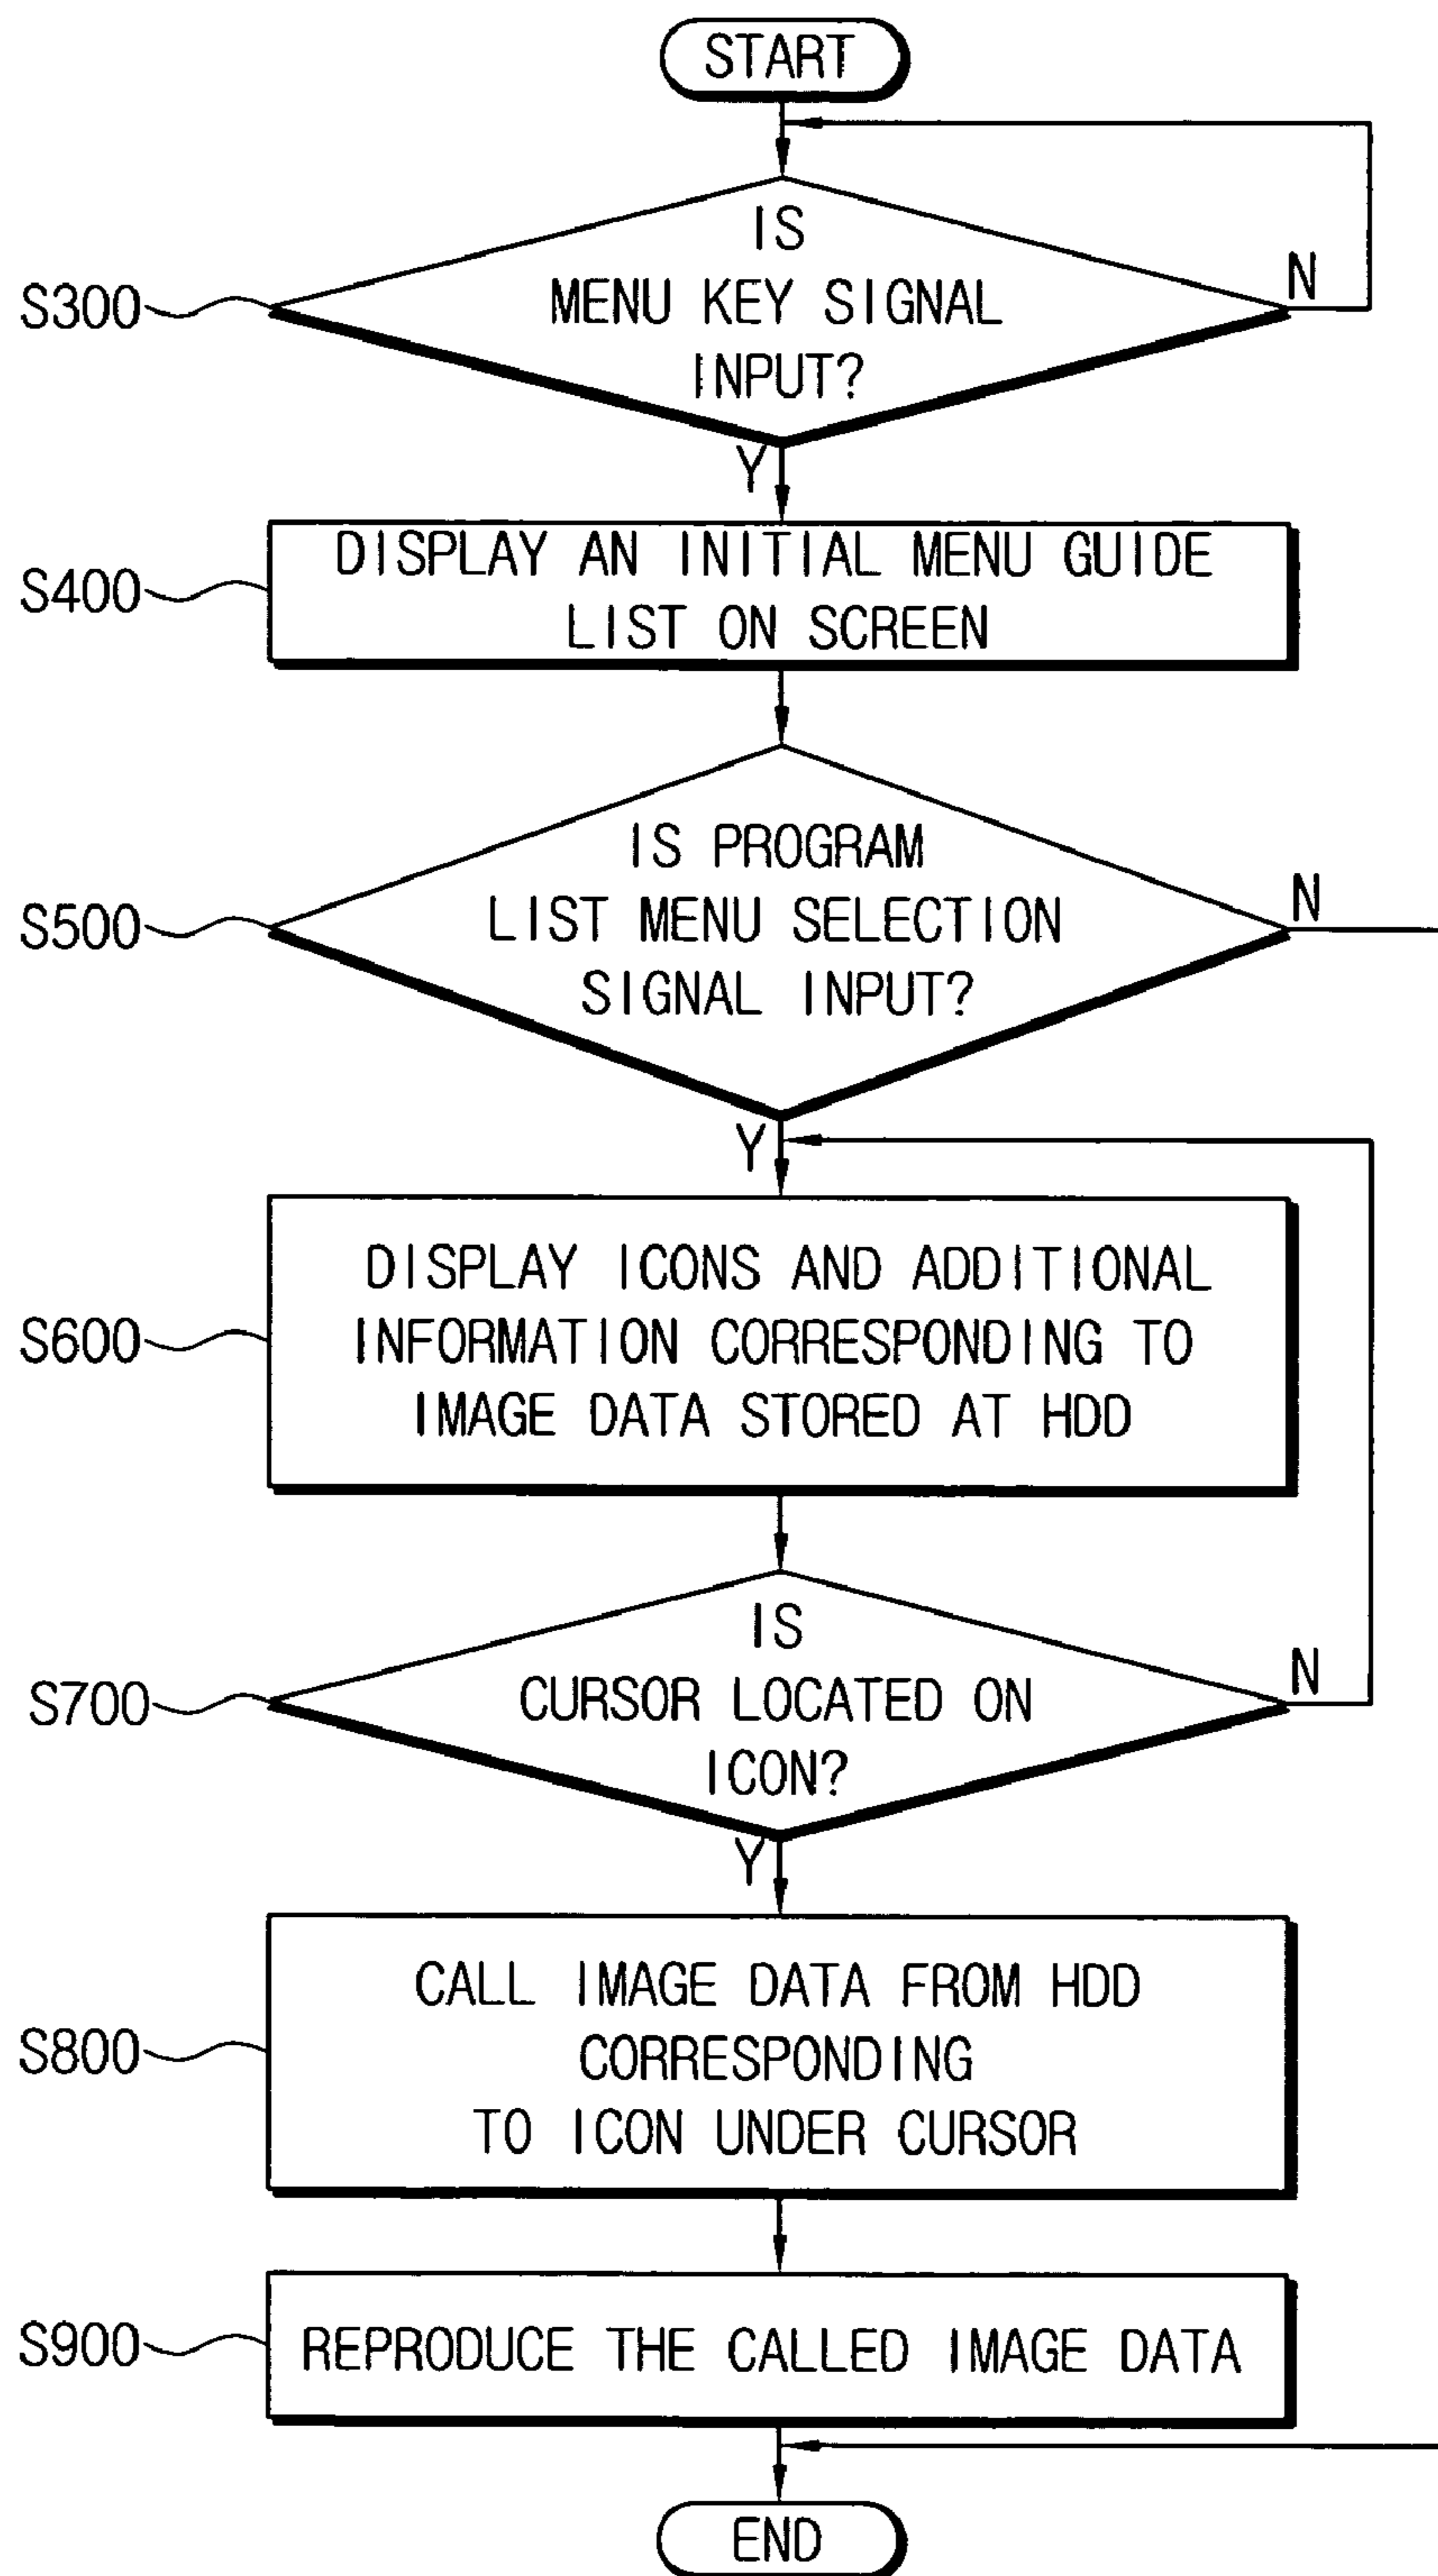 START
IS
MENU KEY SIGNAL
INPUT?
N
S300
Y
DISPLAY AN INITIAL MENU GUIDE
LIST ON SCREEN
S400
IS PROGRAM
LIST MENU SELECTION
SIGNAL INPUT?
N
S500
Y
DISPLAY ICONS AND ADDITIONAL
INFORMATION CORRESPONDING TO
IMAGE DATA STORED AT HDD
S600
IS
CURSOR LOCATED ON
ICON?
N
S700
Y
CALL IMAGE DATA FROM HDD
CORRESPONDING
TO ICON UNDER CURSOR
S800
REPRODUCE THE CALLED IMAGE DATA
S900
END